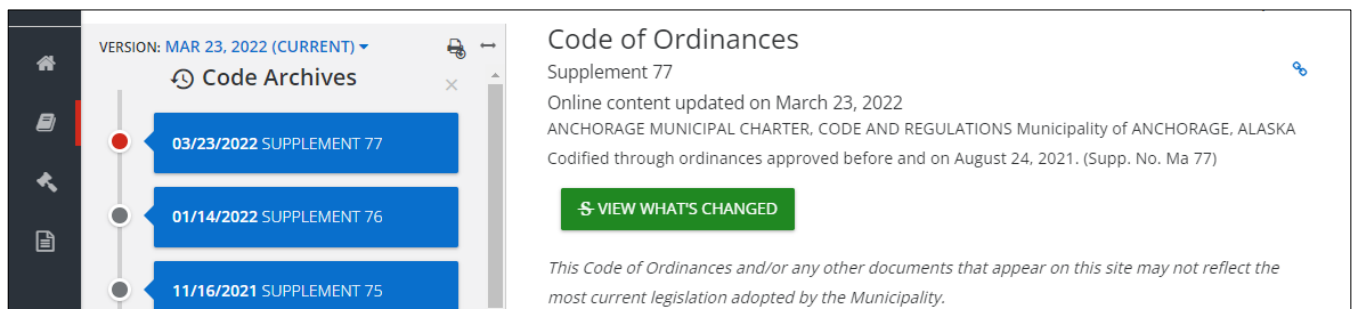 VERSION: MAR 23, 2022 (CURRENT)
Code Archives
03/23/2022 SUPPLEMENT 77
01/14/2022 SUPPLEMENT 76
11/16/2021 SUPPLEMENT 75
Code of Ordinances
Supplement 77
Online content updated on March 23, 2022
ANCHORAGE MUNICIPAL CHARTER, CODE AND REGULATIONS Municipality of ANCHORAGE, ALASKA
Codified through ordinances approved before and on August 24, 2021. (Supp. No. Ma 77)
VIEW WHAT'S CHANGED
This Code of Ordinances and/or any other documents that appear on this site may not reflect the
most current legislation adopted by the Municipality.